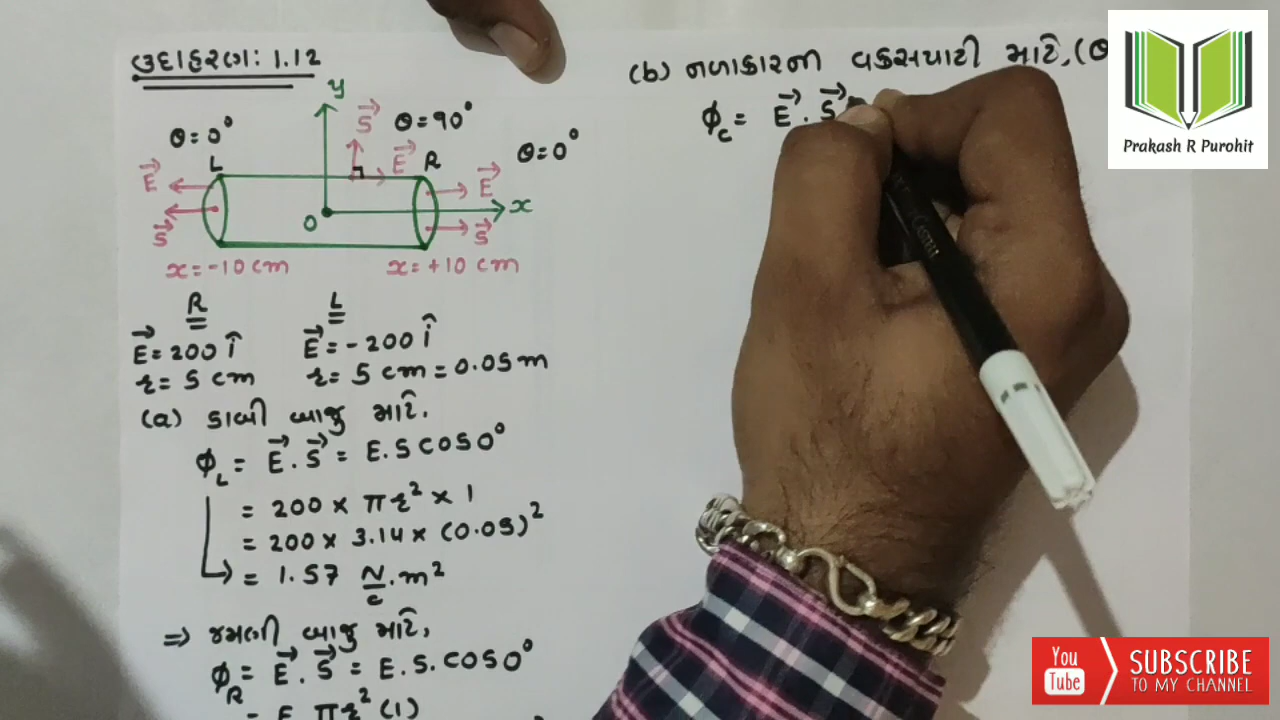 ઉદાહરણ: 1.12
y
S
θ=0° θ=90° θ=0°
L E R
E E
O x
S S
x=-10 cm x=+10 cm
R L
E = 200 î E = -200 î
r = 5 cm r = 5 cm = 0.05 m
(a) ડાબી બાજુ માટે.
ϕL = E . S = E.S cos0°
= 200 × πr² × 1
= 200 × 3.14 × (0.05)²
= 1.57 N/C . m²
⇒ જમણી બાજુ માટે,
ϕR = E . S = E.S. cos0°
= E πr² (1)
(b) નળાકારની વક્રસપાટી માટે, (θ
ϕc = E . S
Prakash R Purohit
You Tube
SUBSCRIBE
TO MY CHANNEL